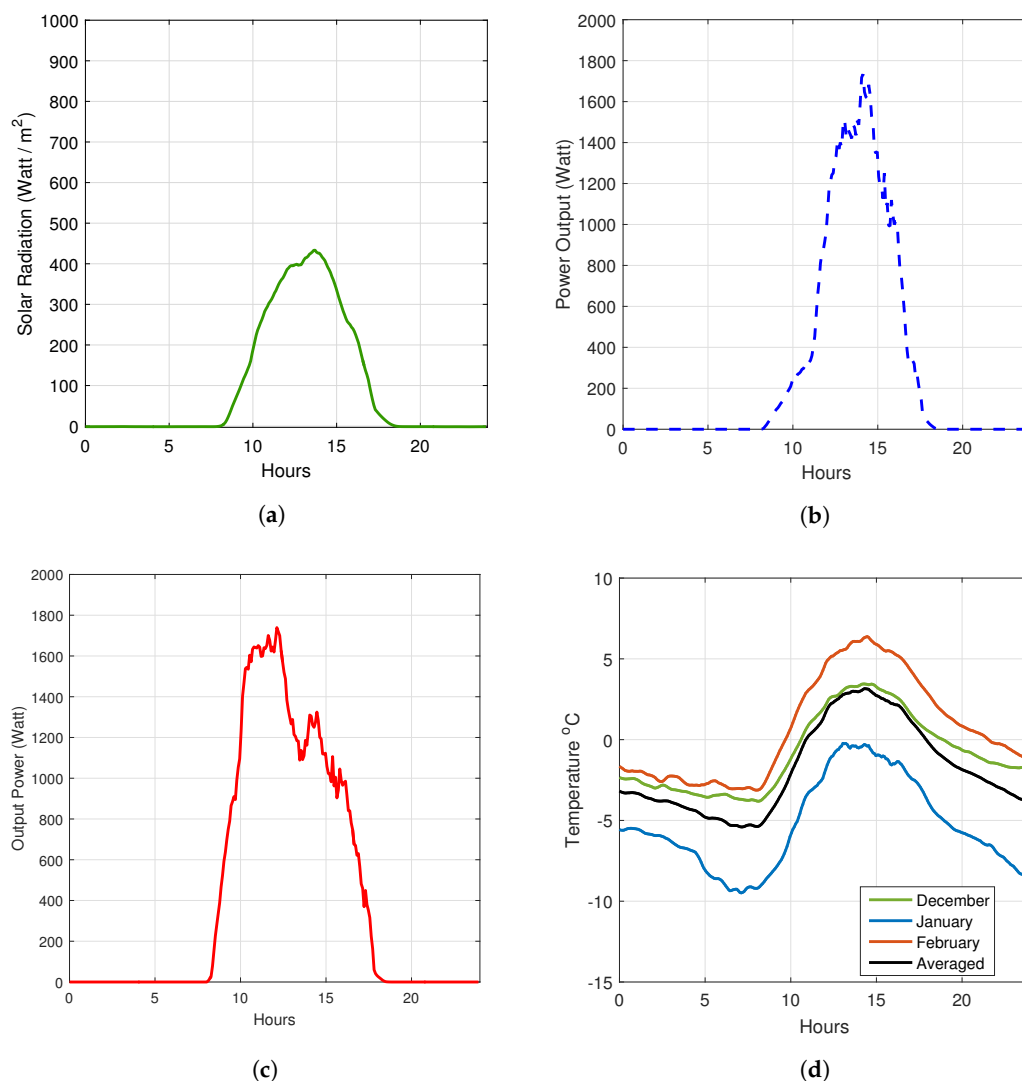 1000
900
800
700
600
500
400
300
200
100
0
Solar Radiation (Watt / m²)
0 5 10 15 20
Hours
(a)
2000
1800
1600
1400
1200
1000
800
600
400
200
0
Power Output (Watt)
0 5 10 15 20
Hours
(b)
2000
1800
1600
1400
1200
1000
800
600
400
200
0
Output Power (Watt)
0 5 10 15 20
Hours
(c)
10
5
0
-5
-10
-15
Temperature °C
December
January
February
Averaged
0 5 10 15 20
Hours
(d)